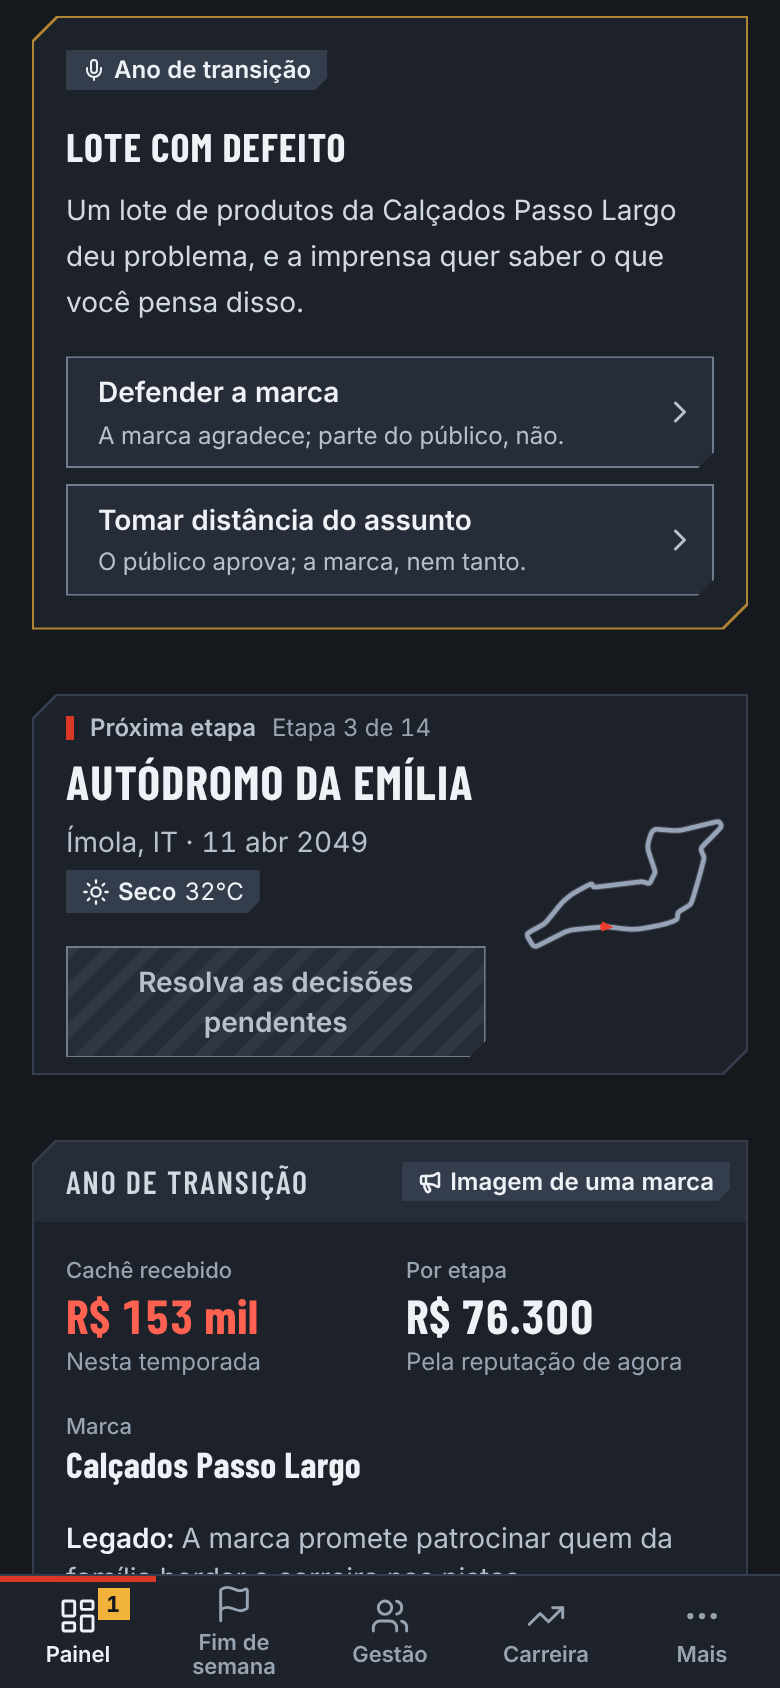 Ano de transição
LOTE COM DEFEITO
Um lote de produtos da Calçados Passo Largo
deu problema, e a imprensa quer saber o que
você pensa disso.
Defender a marca
A marca agradece; parte do público, não.
Tomar distância do assunto
O público aprova; a marca, nem tanto.
Próxima etapa Etapa 3 de 14
AUTÓDROMO DA EMÍLIA
Ímola, IT · 11 abr 2049
Seco 32°C
Resolva as decisões
pendentes
ANO DE TRANSIÇÃO
Imagem de uma marca
Cachê recebido
R$ 153 mil
Nesta temporada
Por etapa
R$ 76.300
Pela reputação de agora
Marca
Calçados Passo Largo
Legado: A marca promete patrocinar quem da
1
Painel
Fim de
semana
Gestão
Carreira
Mais